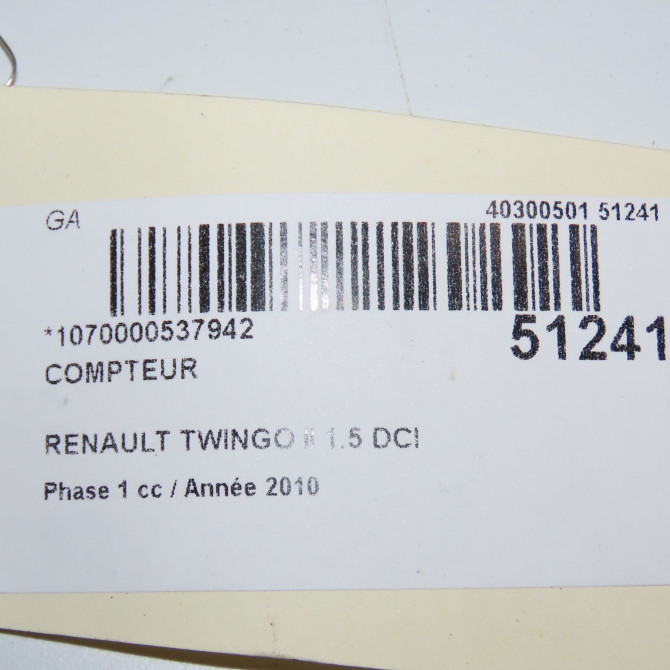 GA
40300501 51241
*1070000537942
51241
COMPTEUR
RENAULT TWINGO II 1.5 DCI
Phase 1 cc / Année 2010